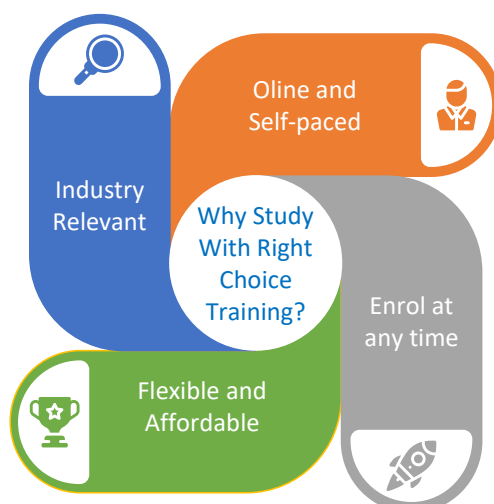 Oline and
Self-paced
Industry
Relevant
Why Study
With Right
Choice
Training?
Enrol at
any time
Flexible and
Affordable